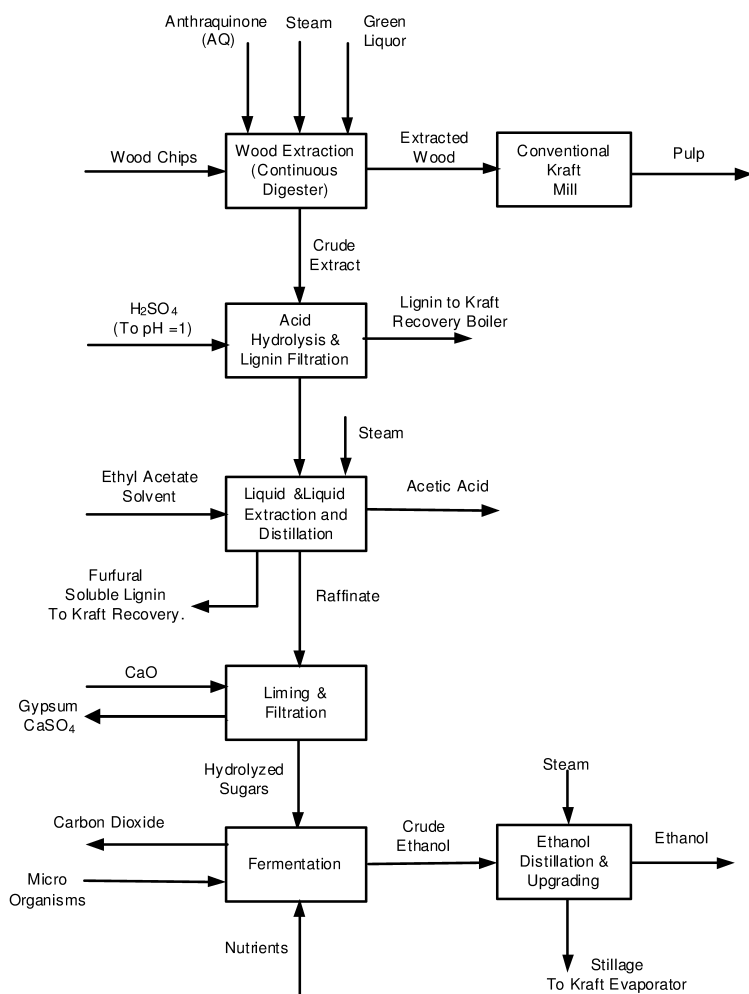 Anthraquinone
(AQ)
Steam
Green
Liquor
Wood Chips
Wood Extraction
(Continuous
Digester)
Extracted
Wood
Conventional
Kraft
Mill
Pulp
Crude
Extract
H₂SO₄
(To pH =1)
Acid
Hydrolysis &
Lignin Filtration
Lignin to Kraft
Recovery Boiler
Steam
Ethyl Acetate
Solvent
Liquid &Liquid
Extraction and
Distillation
Acetic Acid
Furfural
Soluble Lignin
To Kraft Recovery.
Raffinate
CaO
Gypsum
CaSO₄
Liming &
Filtration
Hydrolyzed
Sugars
Steam
Carbon Dioxide
Micro
Organisms
Fermentation
Crude
Ethanol
Ethanol
Distillation &
Upgrading
Ethanol
Nutrients
Stillage
To Kraft Evaporator